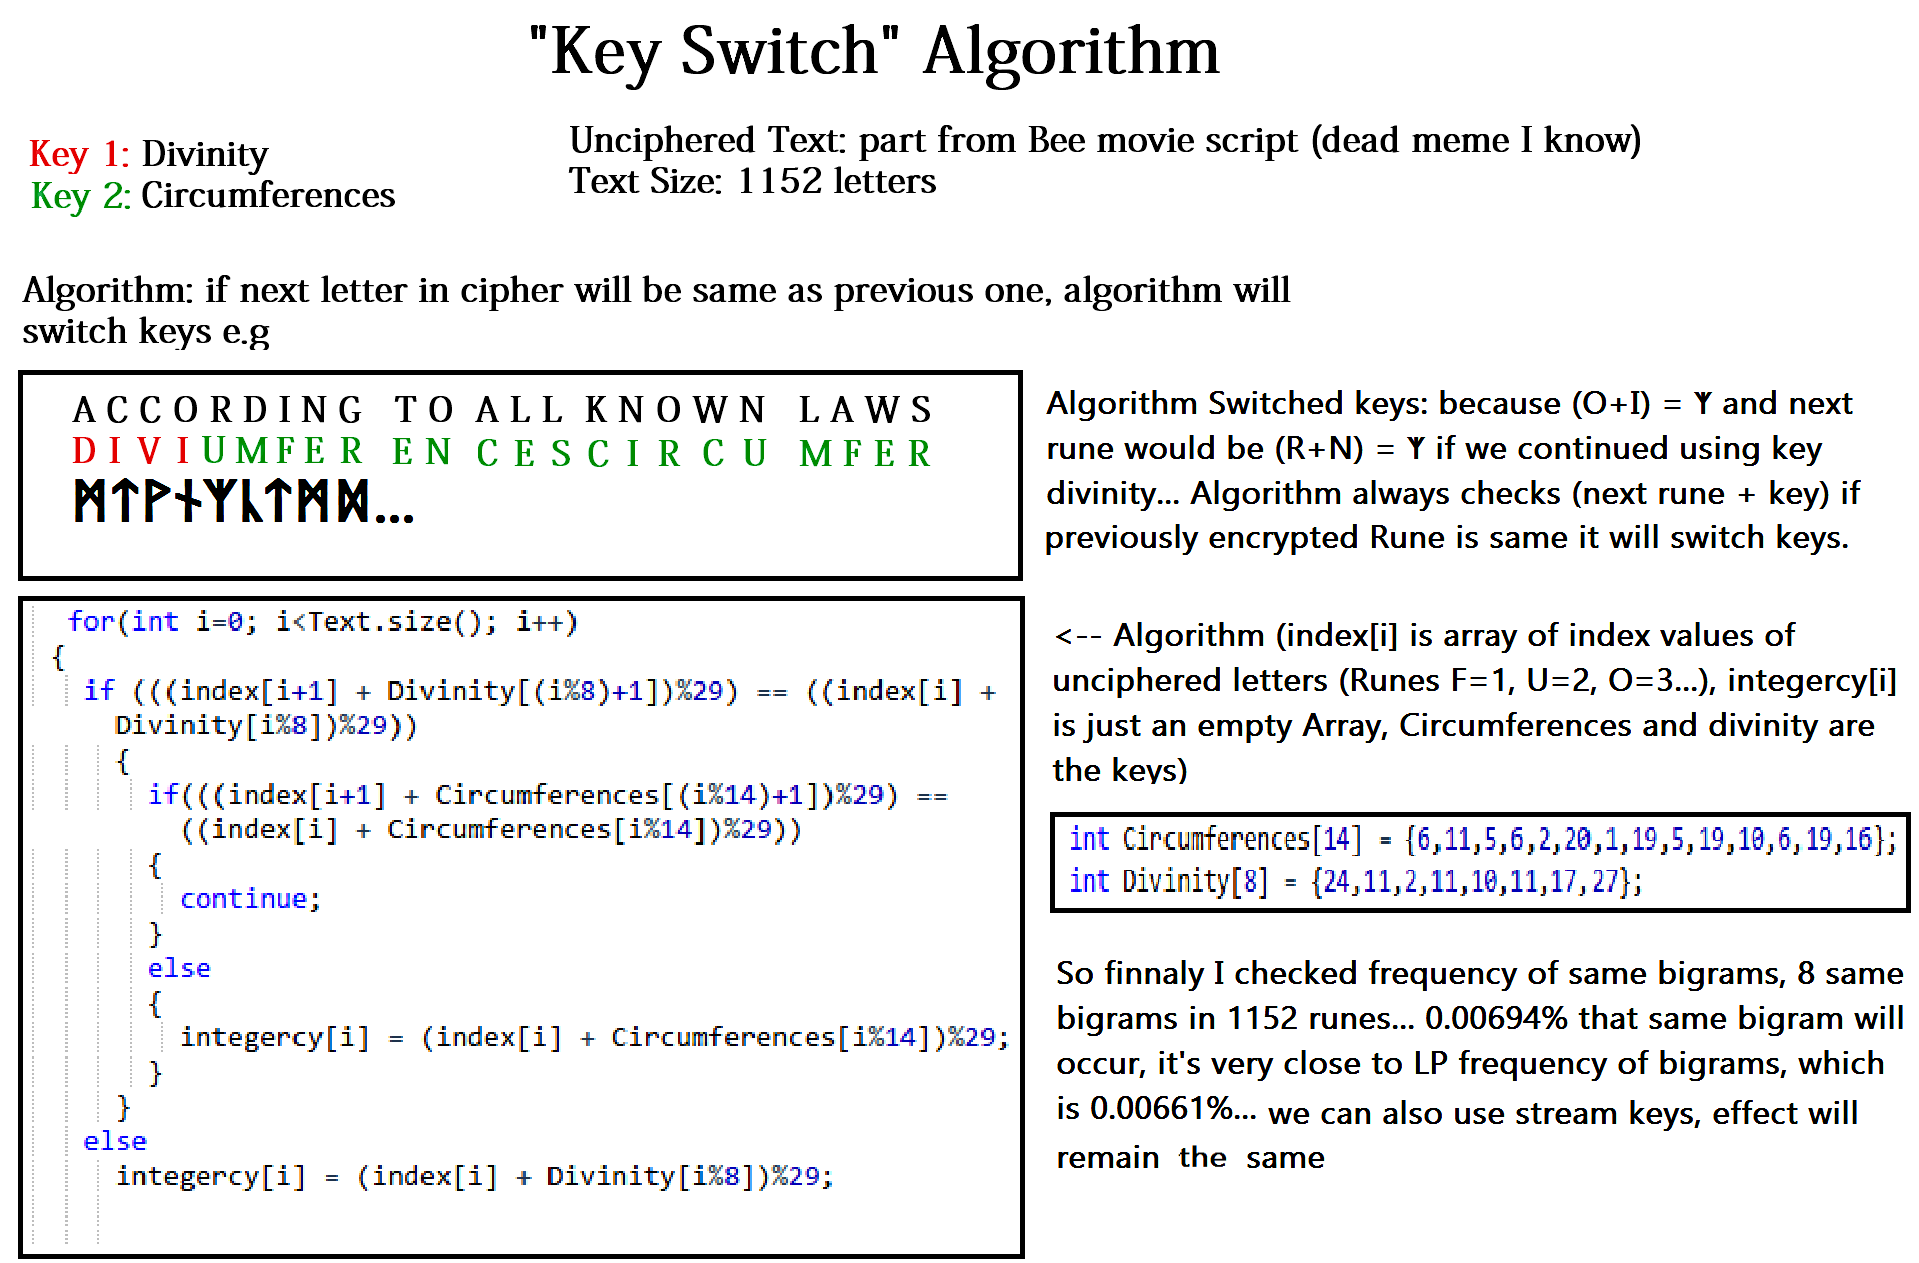 "Key Switch" Algorithm
Key 1: Divinity
Key 2: Circumferences
Unciphered Text: part from Bee movie script (dead meme I know)
Text Size: 1152 letters
Algorithm: if next letter in cipher will be same as previous one, algorithm will
switch keys e.g
A C C O R D I N G T O A L L K N O W N L A W S
D I V I U M F E R E N C E S C I R C U M F E R
ᛗᛏᚹᚾᛉᚳᛏᛗᛞ...
Algorithm Switched keys: because (O+I) = ᛉ and next
rune would be (R+N) = ᛉ if we continued using key
divinity... Algorithm always checks (next rune + key) if
previously encrypted Rune is same it will switch keys.
for(int i=0; i<Text.size(); i++)
{
if (((index[i+1] + Divinity[(i%8)+1])%29) == ((index[i] +
Divinity[i%8])%29))
{
if(((index[i+1] + Circumferences[(i%14)+1])%29) ==
((index[i] + Circumferences[i%14])%29))
{
continue;
}
else
{
integercy[i] = (index[i] + Circumferences[i%14])%29;
}
}
else
integercy[i] = (index[i] + Divinity[i%8])%29;
<-- Algorithm (index[i] is array of index values of
unciphered letters (Runes F=1, U=2, O=3...), integercy[i]
is just an empty Array, Circumferences and divinity are
the keys)
int Circumferences[14] = {6,11,5,6,2,20,1,19,5,19,10,6,19,16};
int Divinity[8] = {24,11,2,11,10,11,17,27};
So finnaly I checked frequency of same bigrams, 8 same
bigrams in 1152 runes... 0.00694% that same bigram will
occur, it's very close to LP frequency of bigrams, which
is 0.00661%... we can also use stream keys, effect will
remain the same